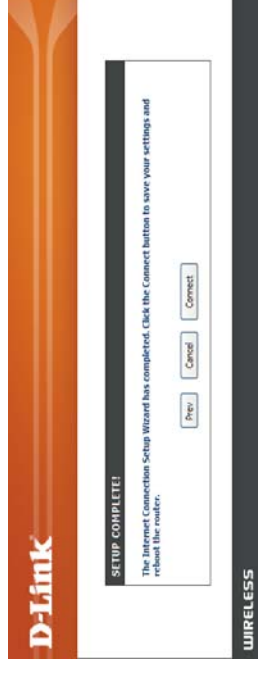 D-Link
SETUP COMPLETE!
The Internet Connection Setup Wizard has completed. Click the Connect button to save your settings and
reboot the router.
Prev Cancel Connect
WIRELESS